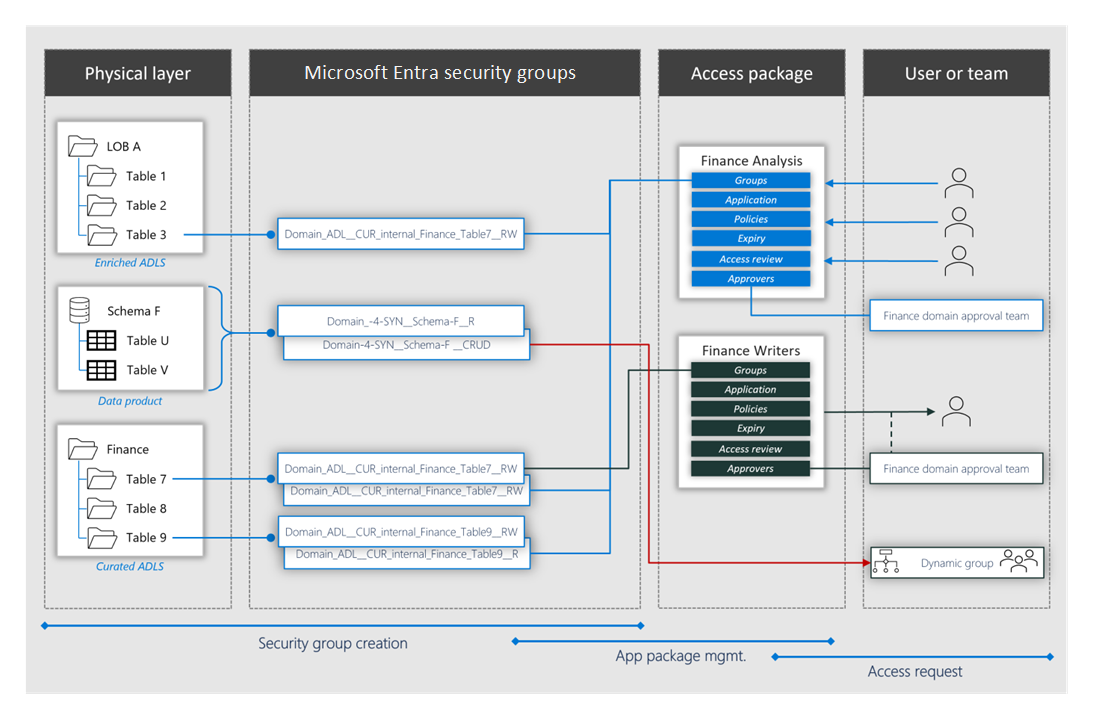 Physical layer
Microsoft Entra security groups
Access package
User or team
LOB A
Table 1
Table 2
Table 3
Enriched ADLS
Schema F
Table U
Table V
Data product
Finance
Table 7
Table 8
Table 9
Curated ADLS
Domain_ADL__CUR_internal_Finance_Table7__RW
Domain_-4-SYN__Schema-F__R
Domain-4-SYN__Schema-F __CRUD
Domain_ADL__CUR_internal_Finance_Table7__RW
Domain_ADL__CUR_internal_Finance_Table7__RW
Domain_ADL__CUR_internal_Finance_Table9__RW
Domain_ADL__CUR_internal_Finance_Table9__R
Finance Analysis
Groups
Application
Policies
Expiry
Access review
Approvers
Finance Writers
Groups
Application
Policies
Expiry
Access review
Approvers
Finance domain approval team
Finance domain approval team
Dynamic group
Security group creation
App package mgmt.
Access request